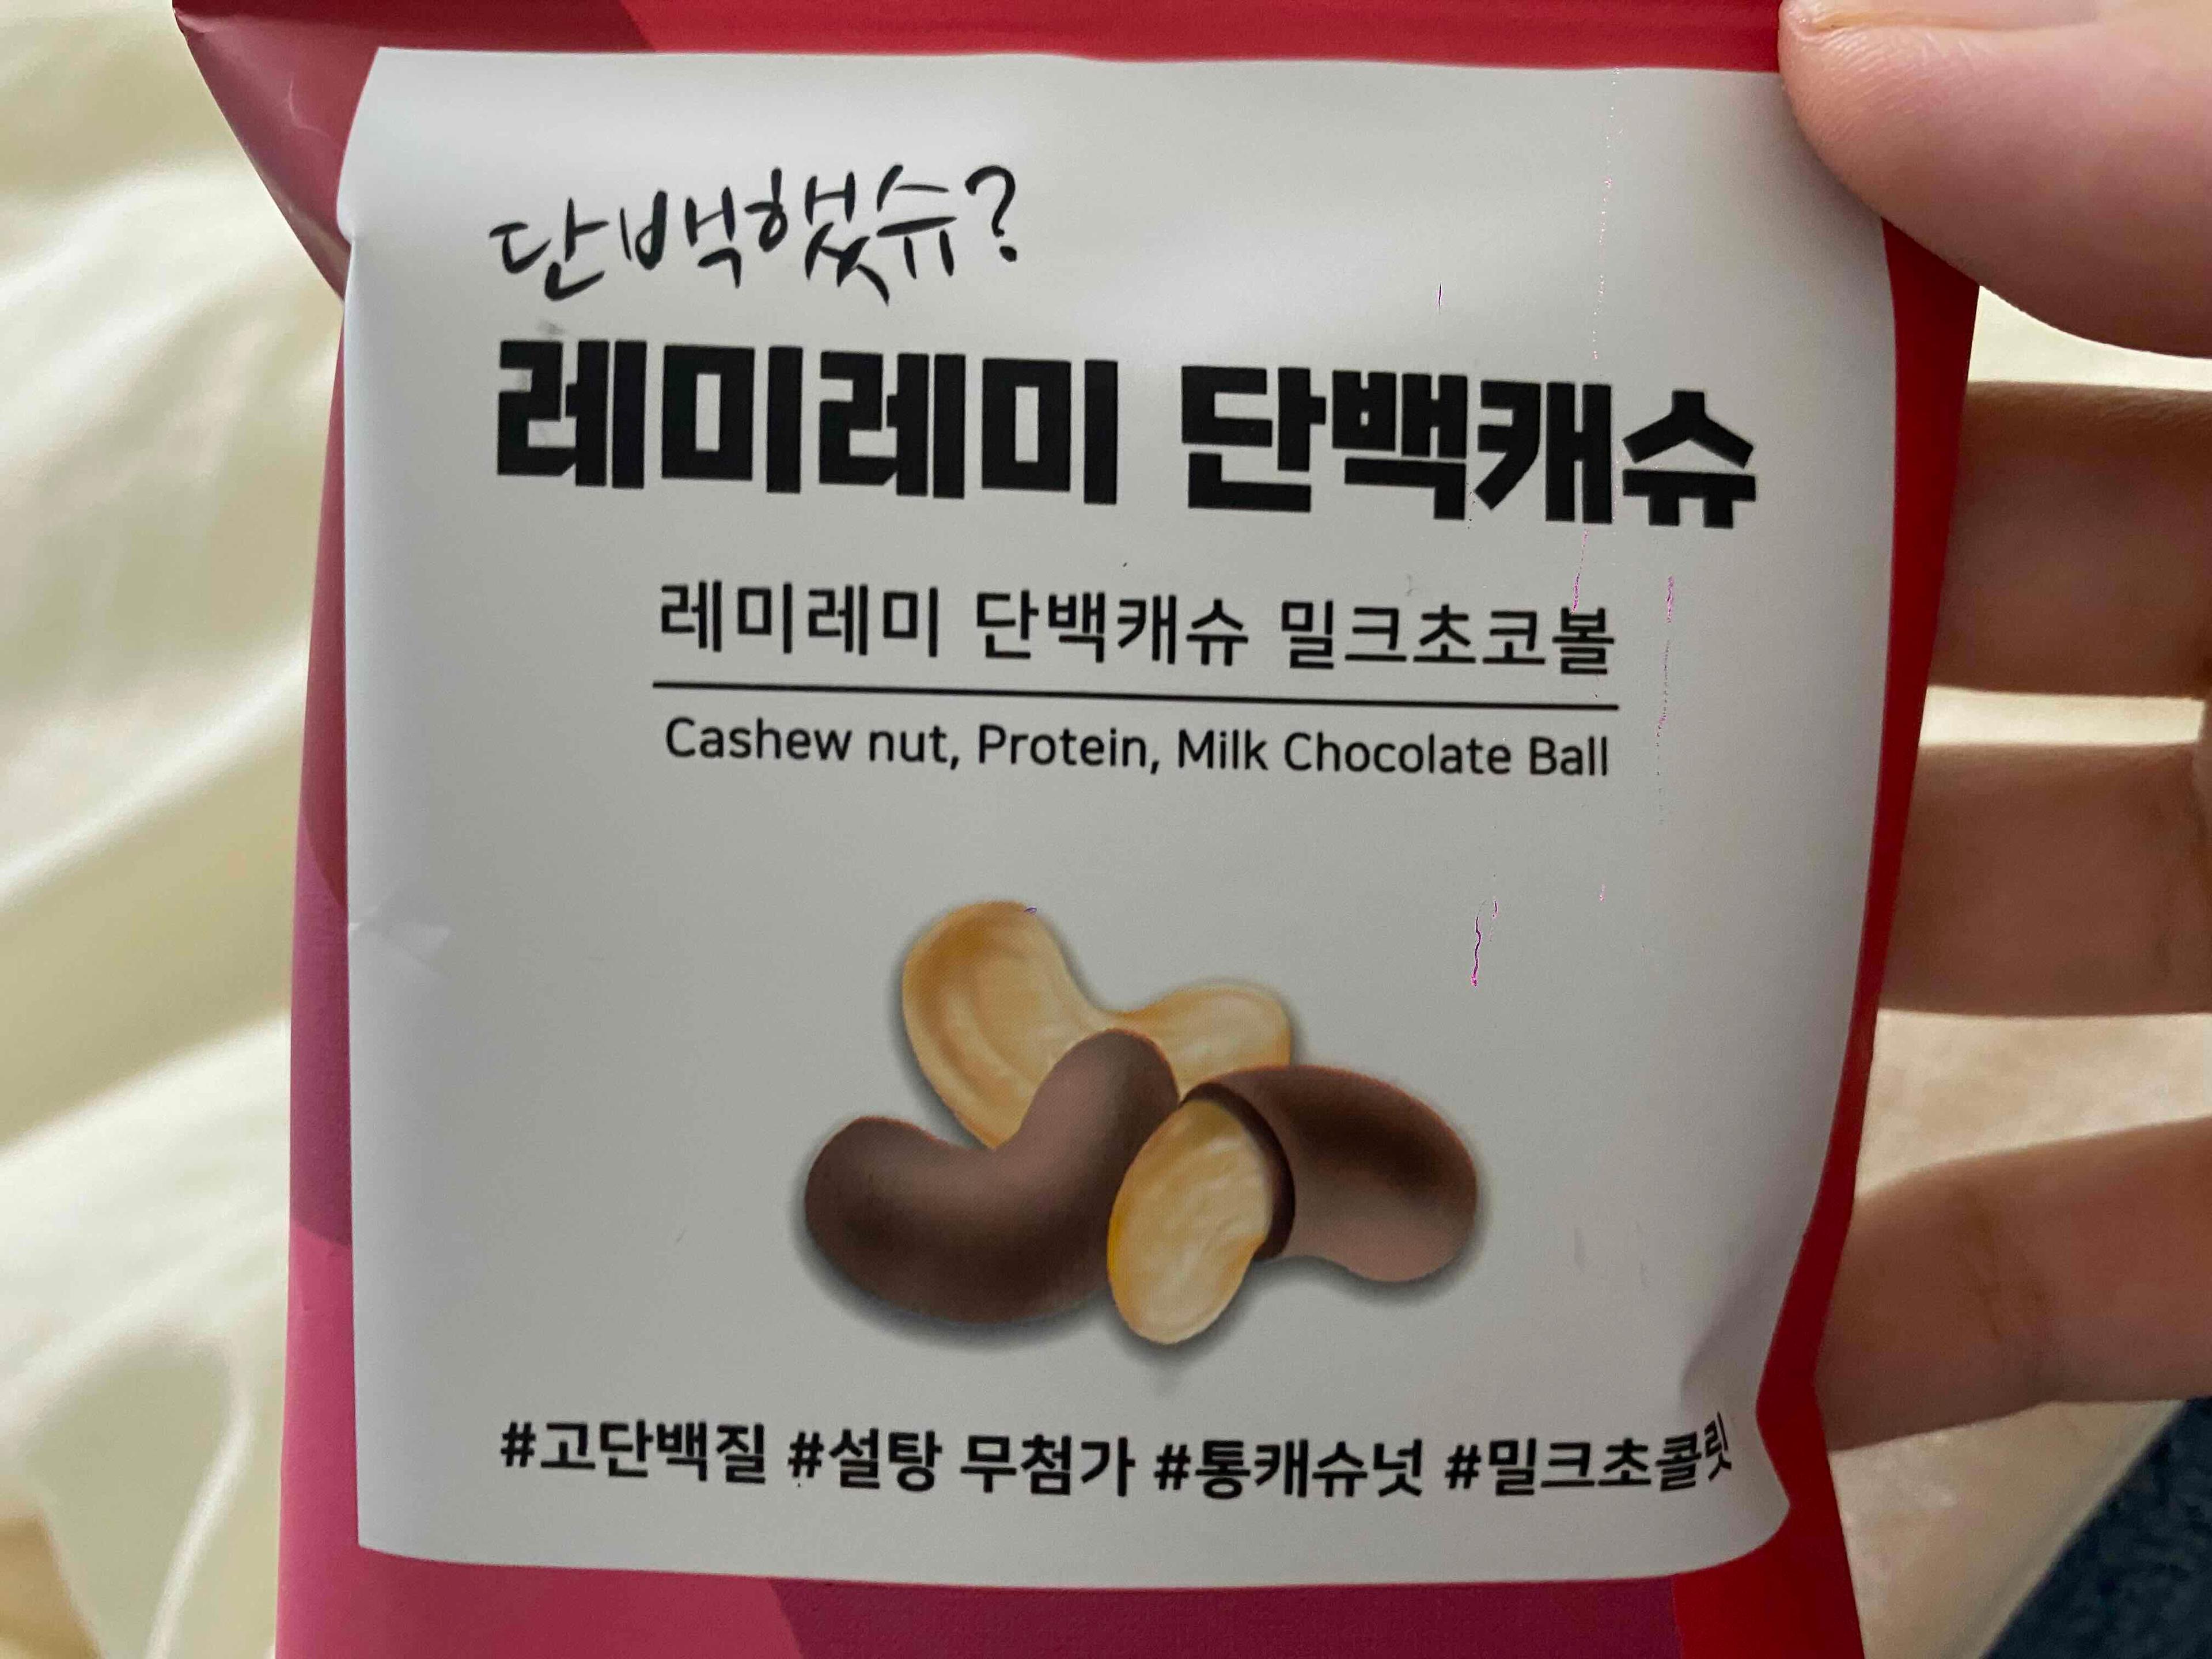 단백했슈?
레미레미 단백캐슈
레미레미 단백캐슈 밀크초코볼
Cashew nut, Protein, Milk Chocolate Ball
#고단백질 #설탕 무첨가 #통캐슈넛 #밀크초콜릿